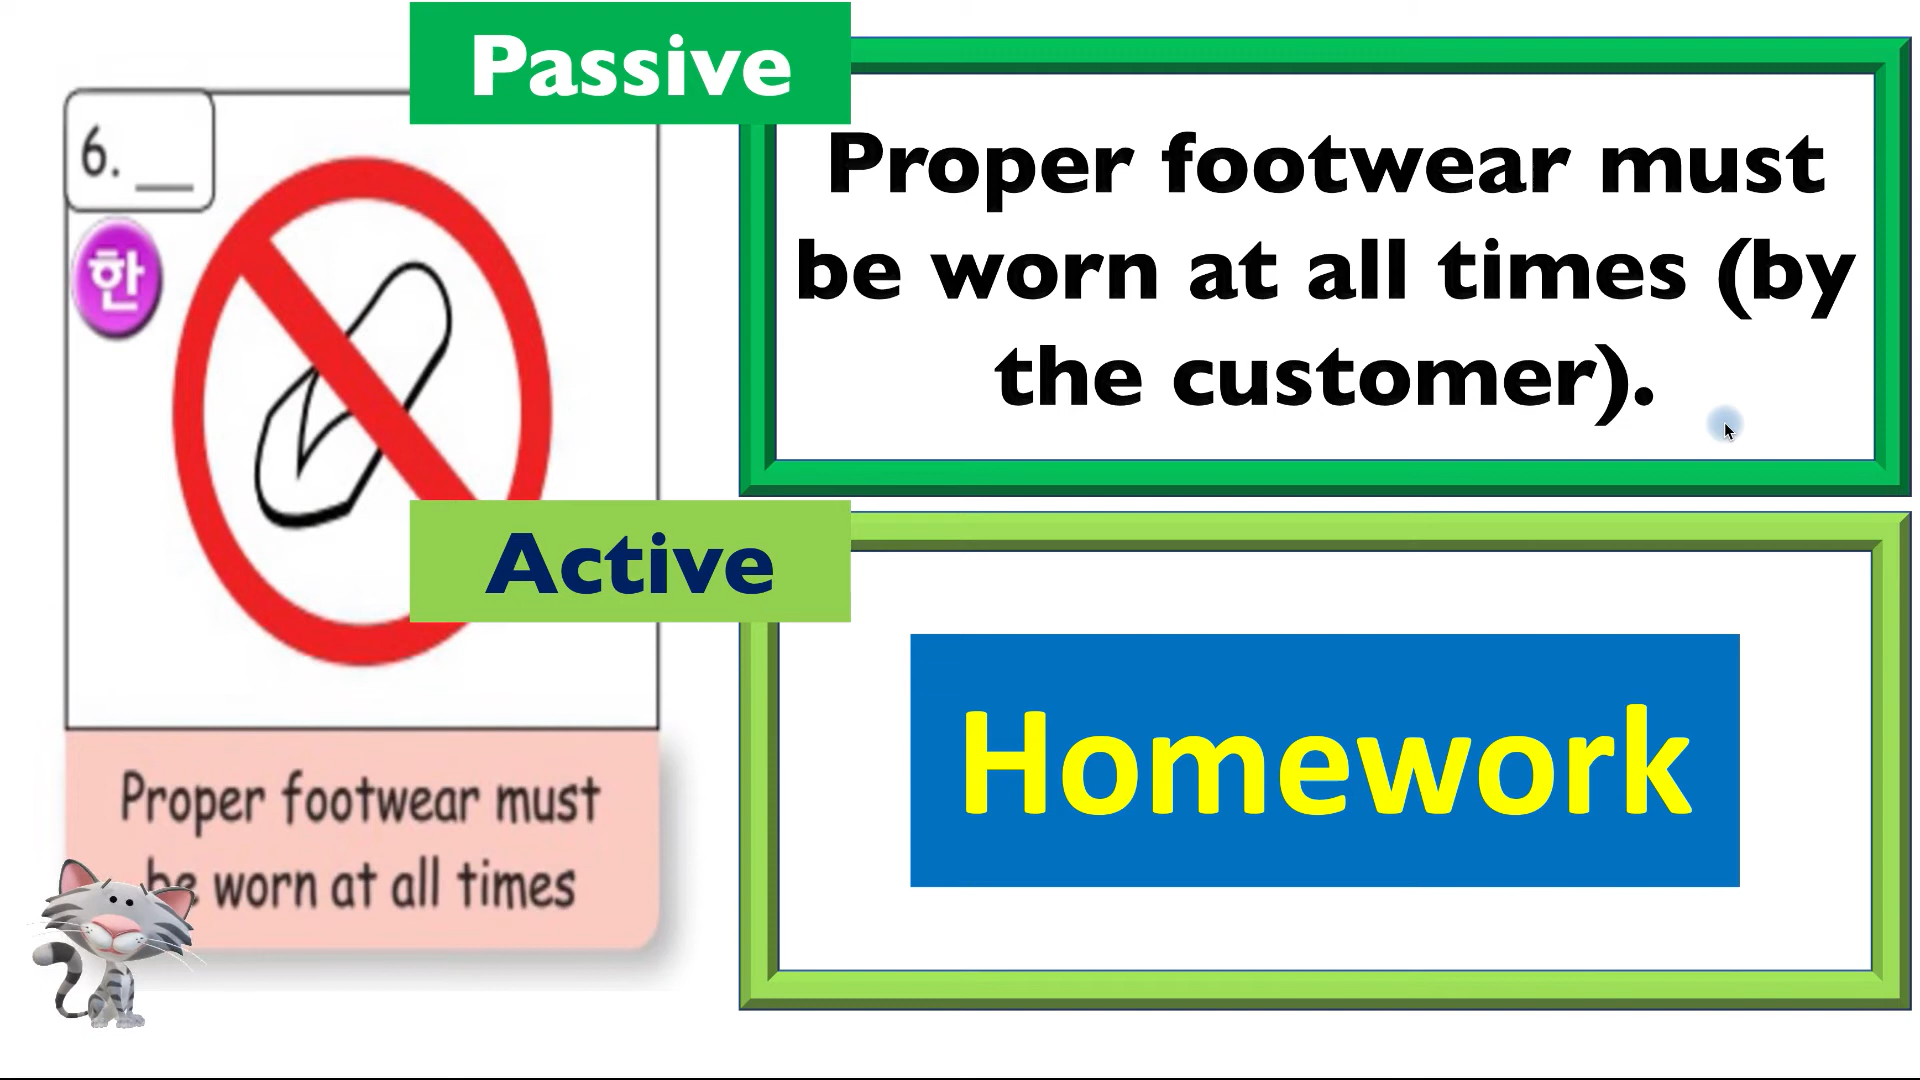 Passive
Proper footwear must
be worn at all times (by
the customer).
6. __
한
Active
Homework
Proper footwear must
be worn at all times